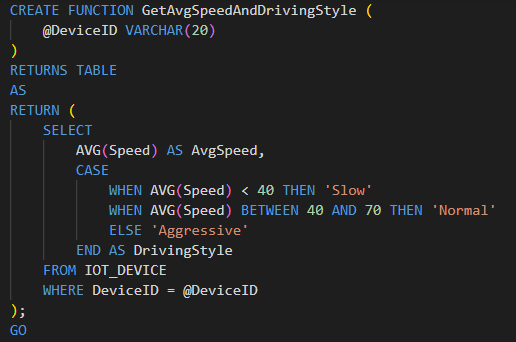 CREATE FUNCTION GetAvgSpeedAndDrivingStyle (
    @DeviceID VARCHAR(20)
)
RETURNS TABLE
AS
RETURN (
    SELECT
        AVG(Speed) AS AvgSpeed,
        CASE
            WHEN AVG(Speed) < 40 THEN 'Slow'
            WHEN AVG(Speed) BETWEEN 40 AND 70 THEN 'Normal'
            ELSE 'Aggressive'
        END AS DrivingStyle
    FROM IOT_DEVICE
    WHERE DeviceID = @DeviceID
);
GO